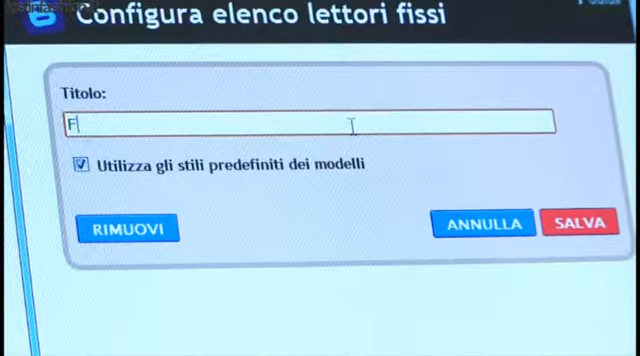 Configura elenco lettori fissi
Titolo:
F
Utilizza gli stili predefiniti dei modelli
RIMUOVI
ANNULLA
SALVA